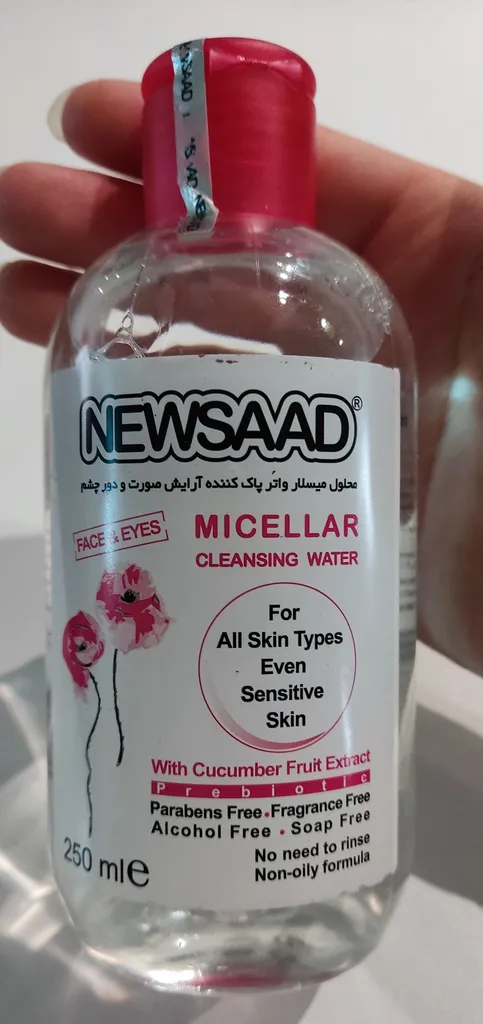 NEWSAAD®
محلول میسلار واتر پاک کننده آرایش صورت و دور چشم
FACE & EYES
MICELLAR
CLEANSING WATER
For
All Skin Types
Even
Sensitive
Skin
With Cucumber Fruit Extract
Prebiotic
Parabens Free • Fragrance Free
Alcohol Free • Soap Free
No need to rinse
Non-oily formula
250 ml e